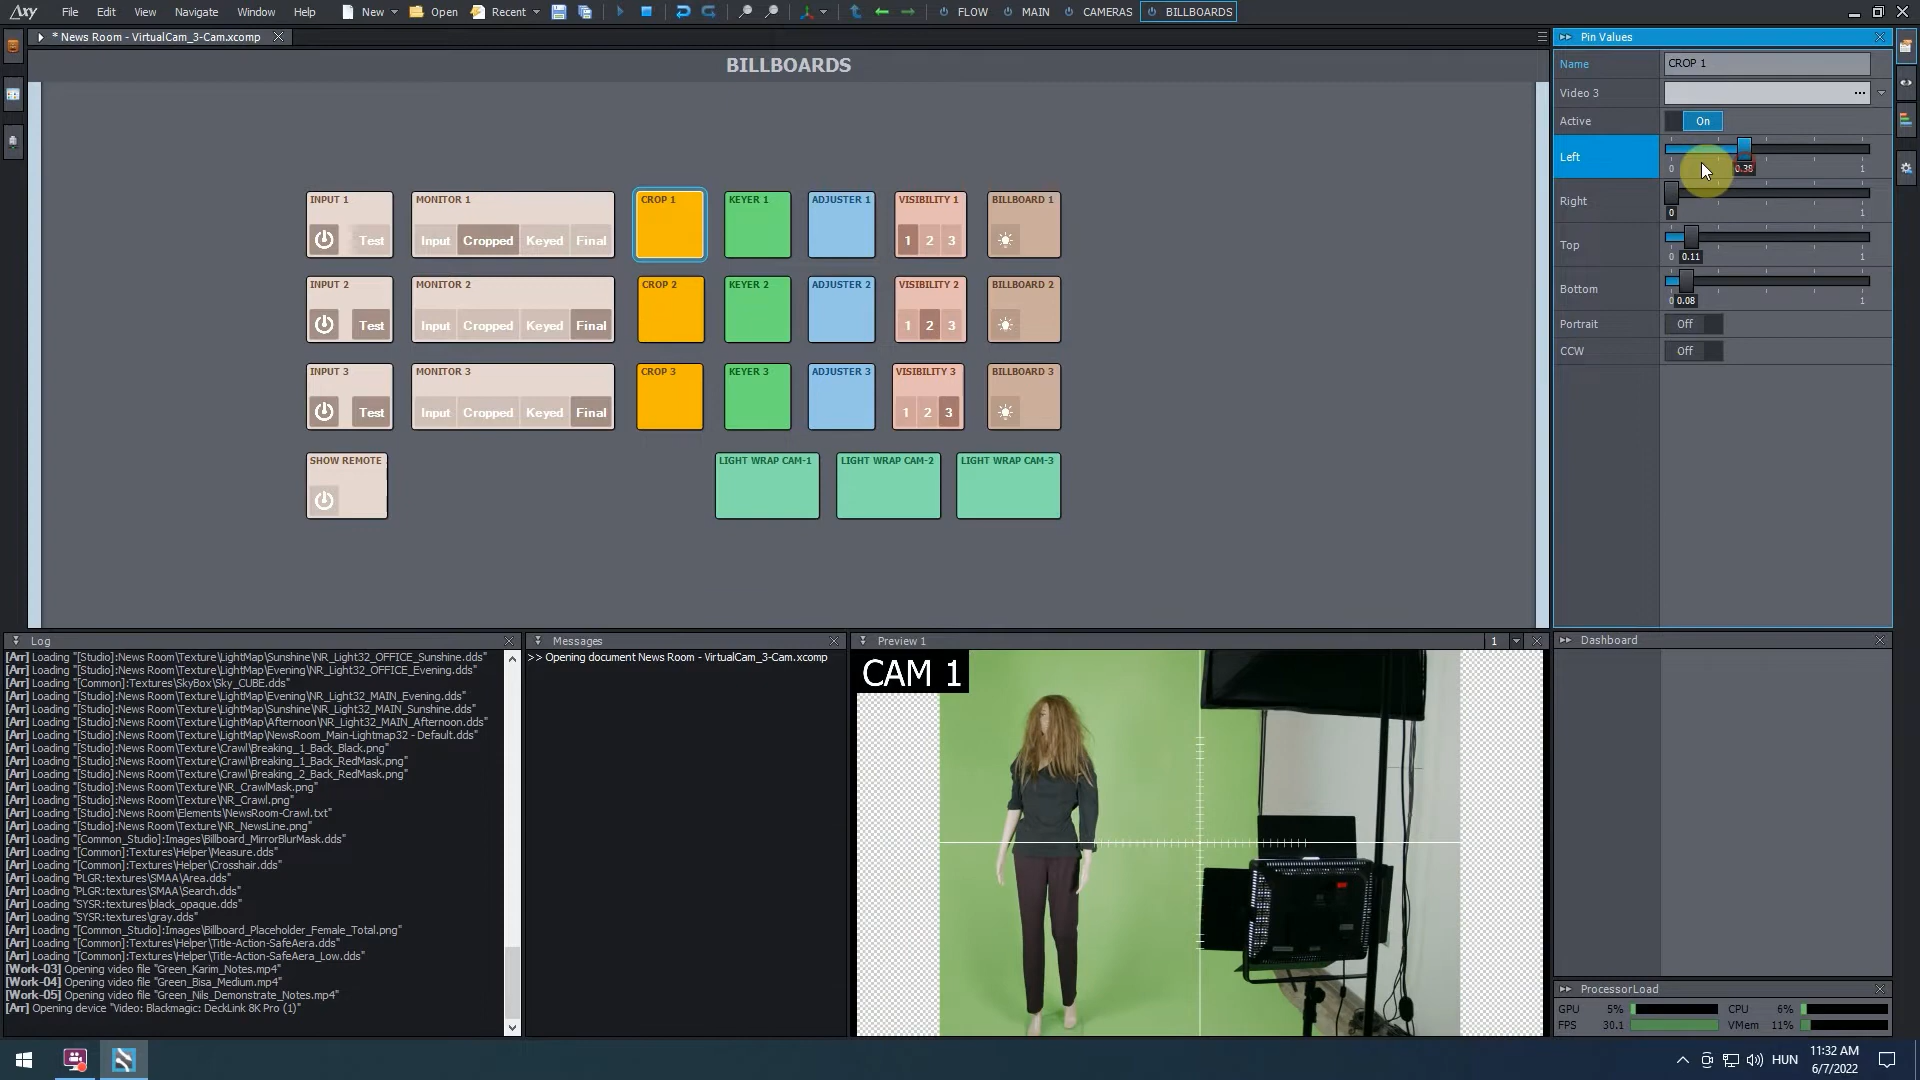 Axy File Edit View Navigate Window Help New Open Recent FLOW MAIN CAMERAS BILLBOARDS
* News Room - VirtualCam_3-Cam.xcomp
BILLBOARDS
INPUT 1 MONITOR 1 CROP 1 KEYER 1 ADJUSTER 1 VISIBILITY 1 BILLBOARD 1
Test Input Cropped Keyed Final 1 2 3
INPUT 2 MONITOR 2 CROP 2 KEYER 2 ADJUSTER 2 VISIBILITY 2 BILLBOARD 2
Test Input Cropped Keyed Final 1 2 3
INPUT 3 MONITOR 3 CROP 3 KEYER 3 ADJUSTER 3 VISIBILITY 3 BILLBOARD 3
Test Input Cropped Keyed Final 1 2 3
SHOW REMOTE LIGHT WRAP CAM-1 LIGHT WRAP CAM-2 LIGHT WRAP CAM-3
Pin Values
Name CROP 1
Video 3 ...
Active On
Left
0 0.38 1
Right
0 1
Top
0 0.11 1
Bottom
0 0.08 1
Portrait Off
CCW Off
Log
[Arr] Loading "[Studio]:News Room\Texture\LightMap\Sunshine\NR_Light32_OFFICE_Sunshine.dds"
[Arr] Loading "[Studio]:News Room\Texture\LightMap\Evening\NR_Light32_OFFICE_Evening.dds"
[Arr] Loading "[Common]:Textures\SkyBox\Sky_CUBE.dds"
[Arr] Loading "[Studio]:News Room\Texture\LightMap\Evening\NR_Light32_MAIN_Evening.dds"
[Arr] Loading "[Studio]:News Room\Texture\LightMap\Sunshine\NR_Light32_MAIN_Sunshine.dds"
[Arr] Loading "[Studio]:News Room\Texture\LightMap\Afternoon\NR_Light32_MAIN_Afternoon.dds"
[Arr] Loading "[Studio]:News Room\Texture\LightMap\NewsRoom_Main-Lightmap32 - Default.dds"
[Arr] Loading "[Studio]:News Room\Texture\Crawl\Breaking_1_Back_Black.png"
[Arr] Loading "[Studio]:News Room\Texture\Crawl\Breaking_1_Back_RedMask.png"
[Arr] Loading "[Studio]:News Room\Texture\Crawl\Breaking_2_Back_RedMask.png"
[Arr] Loading "[Studio]:News Room\Texture\NR_CrawlMask.png"
[Arr] Loading "[Studio]:News Room\Texture\NR_Crawl.png"
[Arr] Loading "[Studio]:News Room\Elements\NewsRoom-Crawl.txt"
[Arr] Loading "[Studio]:News Room\Texture\NR_NewsLine.png"
[Arr] Loading "[Common_Studio]:Images\Billboard_MirrorBlurMask.dds"
[Arr] Loading "[Common]:Textures\Helper\Measure.dds"
[Arr] Loading "[Common]:Textures\Helper\Crosshair.dds"
[Arr] Loading "PLGR:textures\SMAA\Area.dds"
[Arr] Loading "PLGR:textures\SMAA\Search.dds"
[Arr] Loading "SYSR:textures\black_opaque.dds"
[Arr] Loading "SYSR:textures\gray.dds"
[Arr] Loading "[Common_Studio]:Images\Billboard_Placeholder_Female_Total.png"
[Arr] Loading "[Common]:Textures\Helper\Title-Action-SafeAera.dds"
[Arr] Loading "[Common]:Textures\Helper\Title-Action-SafeAera_Low.dds"
[Work-03] Opening video file "Green_Karim_Notes.mp4"
[Work-04] Opening video file "Green_Bisa_Medium.mp4"
[Work-05] Opening video file "Green_Nils_Demonstrate_Notes.mp4"
[Arr] Opening device "Video: Blackmagic: DeckLink 8K Pro (1)"
Messages
>> Opening document News Room - VirtualCam_3-Cam.xcomp
Preview 1 1
CAM 1
Dashboard
ProcessorLoad
GPU 5% CPU 6%
FPS 30.1 VMem 11%
HUN 11:32 AM
6/7/2022